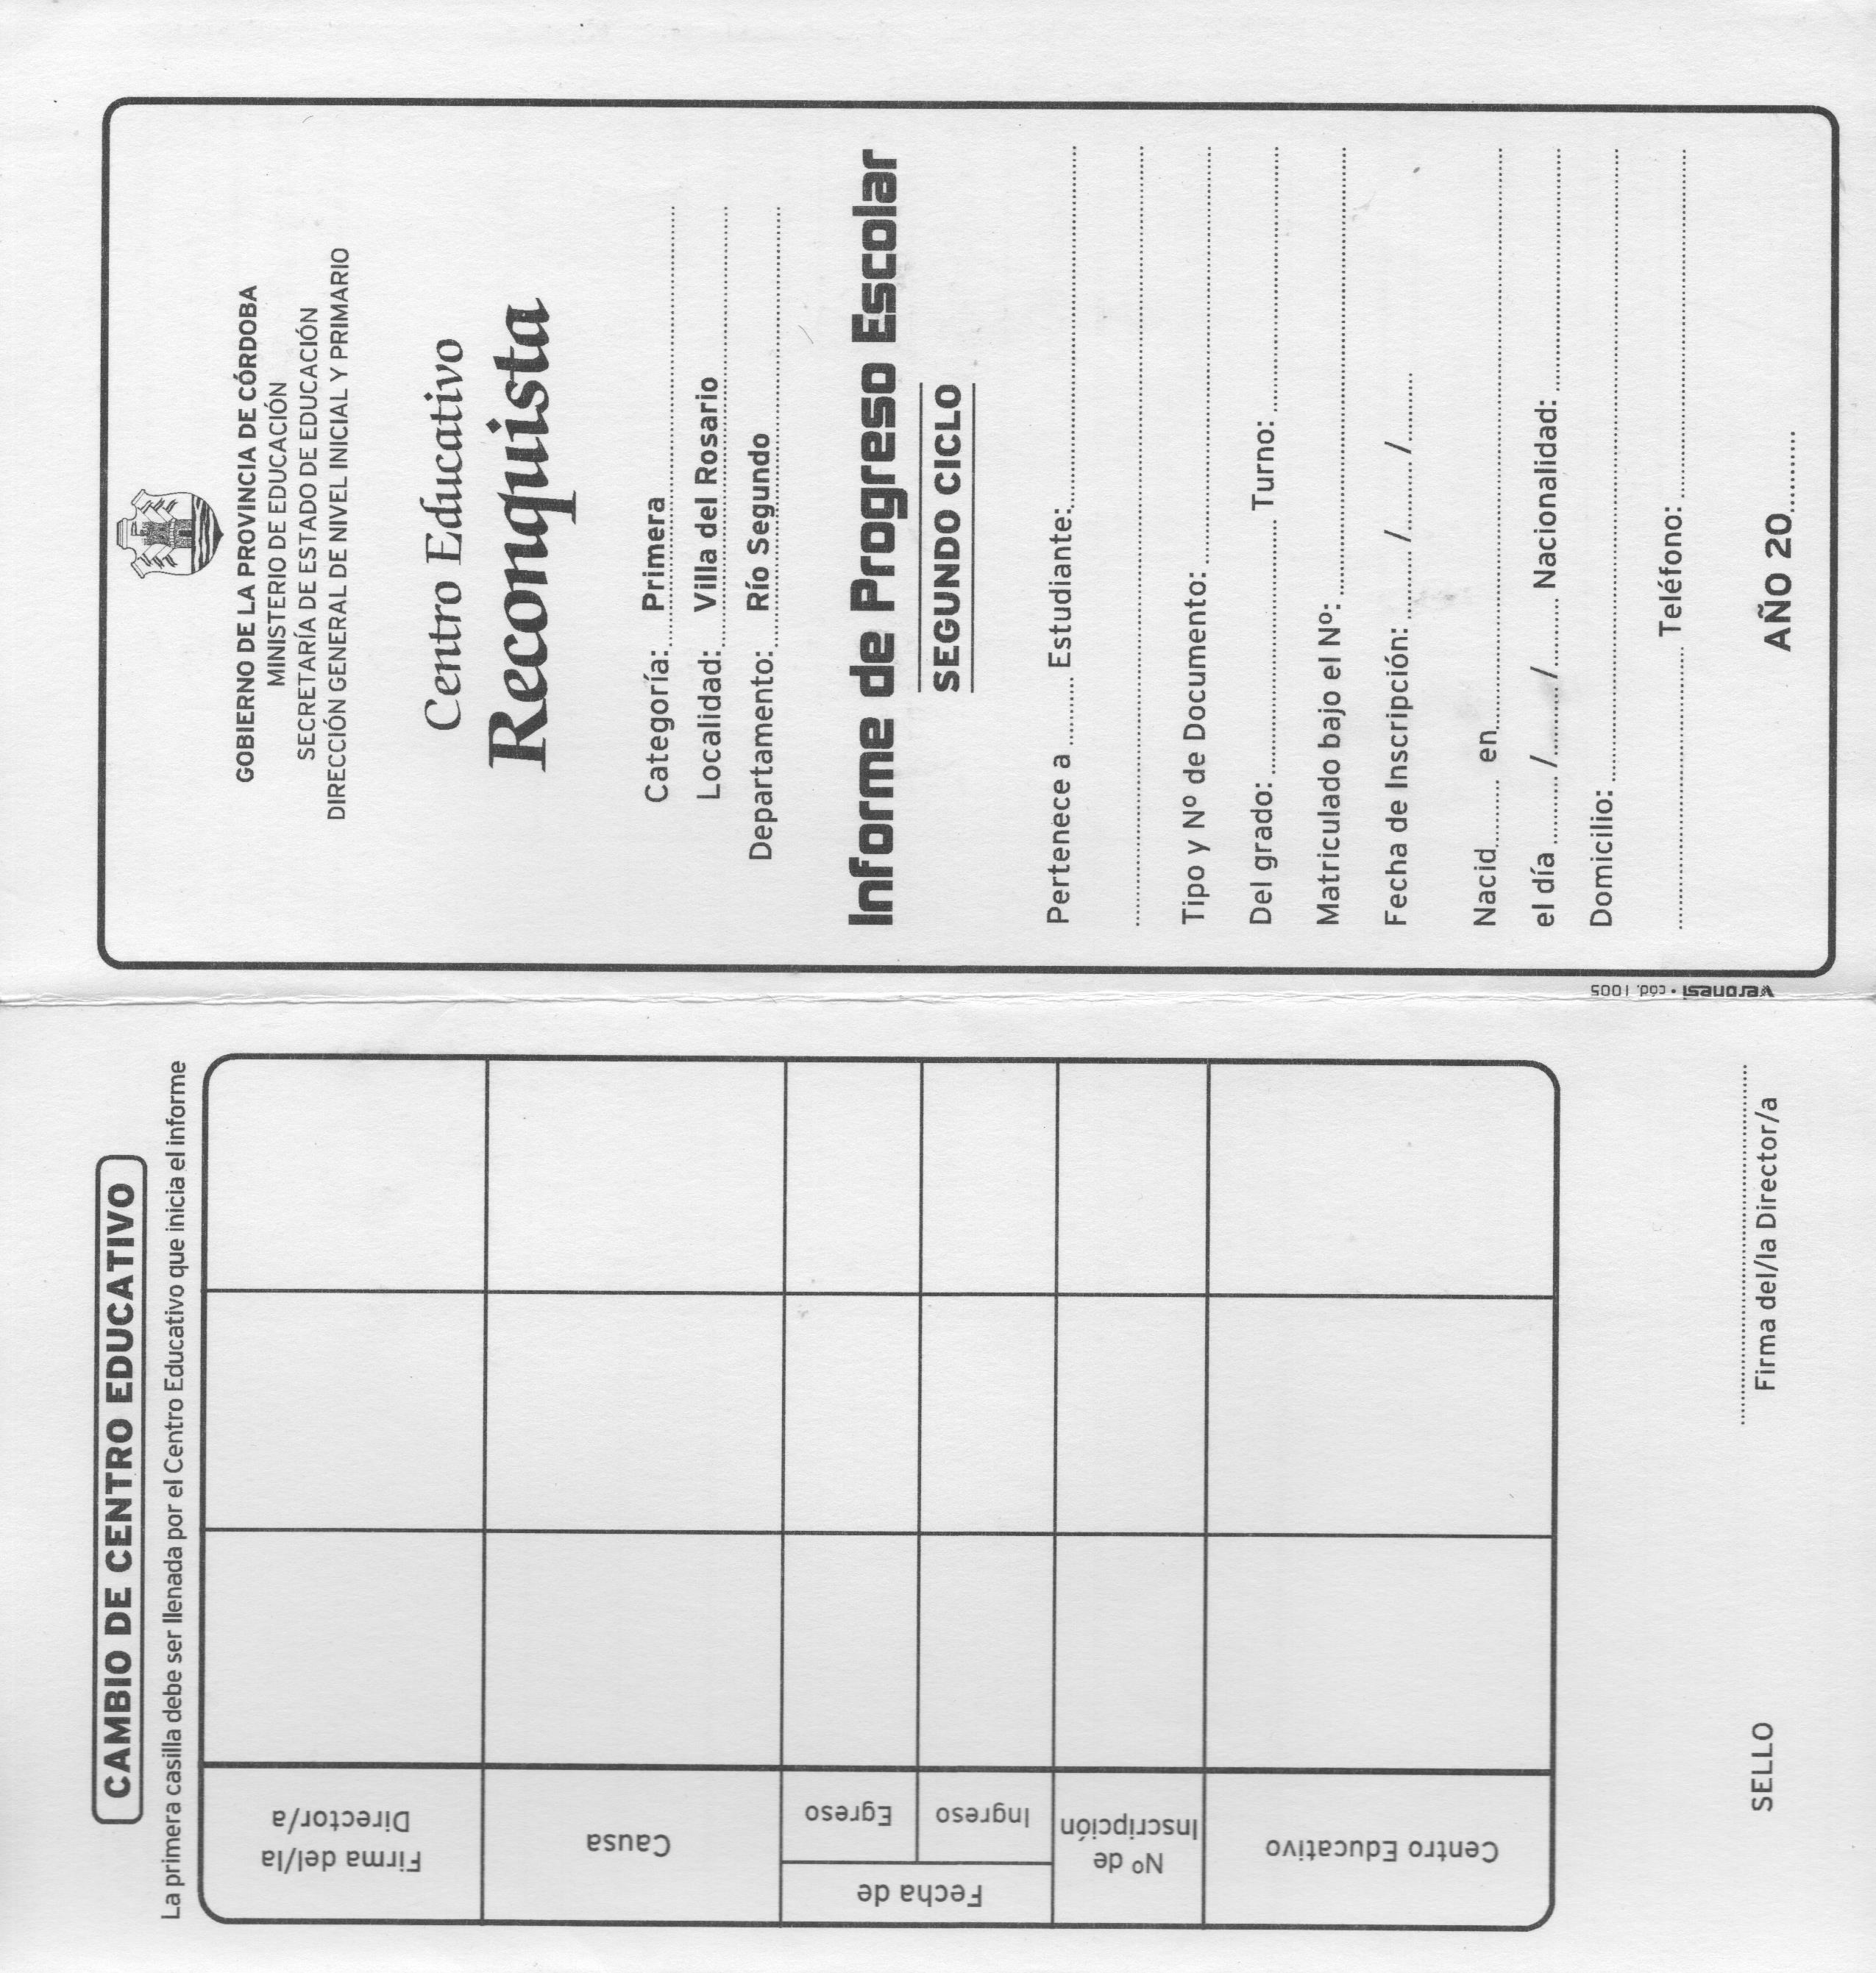 CAMBIO DE CENTRO EDUCATIVO
La primera casilla debe ser llenada por el Centro Educativo que inicia el informe
Firma del/la
Director/a
Causa
Fecha de
Egreso
Ingreso
Nº de
Inscripción
Centro Educativo
SELLO
Firma del/la Director/a
veronesi • cód. 1005
GOBIERNO DE LA PROVINCIA DE CÓRDOBA
MINISTERIO DE EDUCACIÓN
SECRETARÍA DE ESTADO DE EDUCACIÓN
DIRECCIÓN GENERAL DE NIVEL INICIAL Y PRIMARIO
Centro Educativo
Reconquista
Categoría: Primera
Localidad: Villa del Rosario
Departamento: Río Segundo
Informe de Progreso Escolar
SEGUNDO CICLO
Pertenece a .......... Estudiante:..........
Tipo y Nº de Documento: ..........
Del grado: .......... Turno: ..........
Matriculado bajo el Nº: ..........
Fecha de Inscripción: ........../........../..........
Nacid.......... en..........
el día ........../........../.......... Nacionalidad: ..........
Domicilio: ..........
.......... Teléfono: ..........
AÑO 20..........